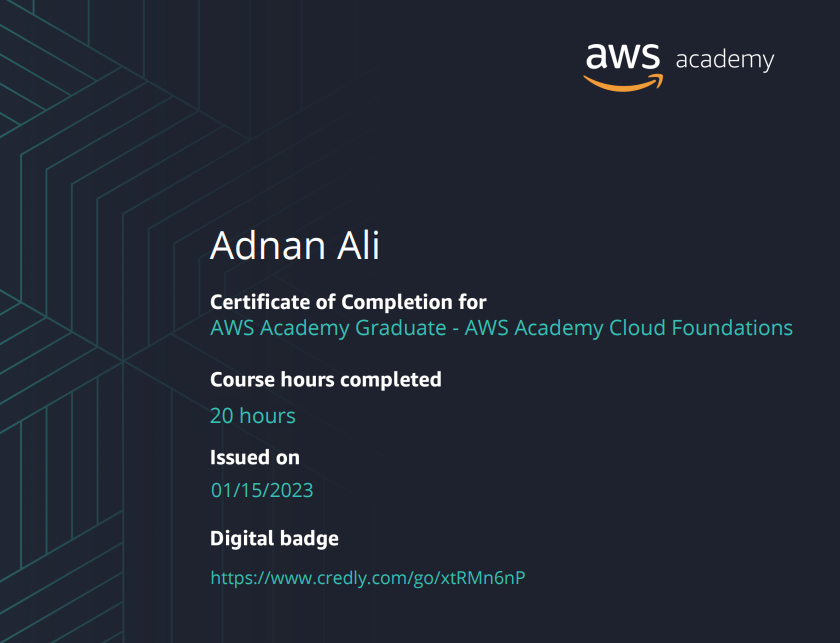 aws academy
Adnan Ali
Certificate of Completion for
AWS Academy Graduate - AWS Academy Cloud Foundations
Course hours completed
20 hours
Issued on
01/15/2023
Digital badge
https://www.credly.com/go/xtRMn6nP